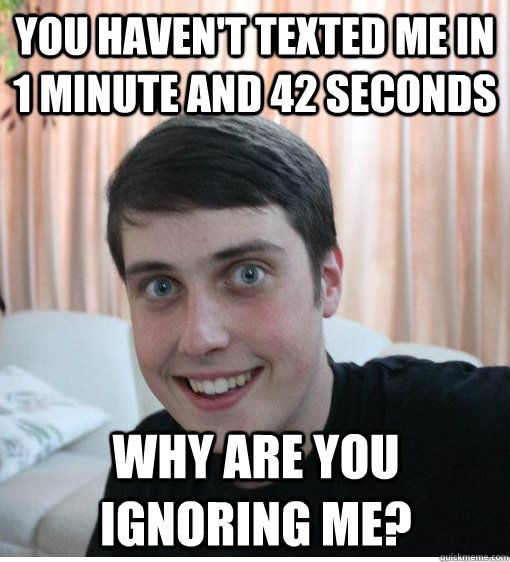 YOU HAVEN'T TEXTED ME IN
1 MINUTE AND 42 SECONDS
WHY ARE YOU
IGNORING ME?
quickmeme.com